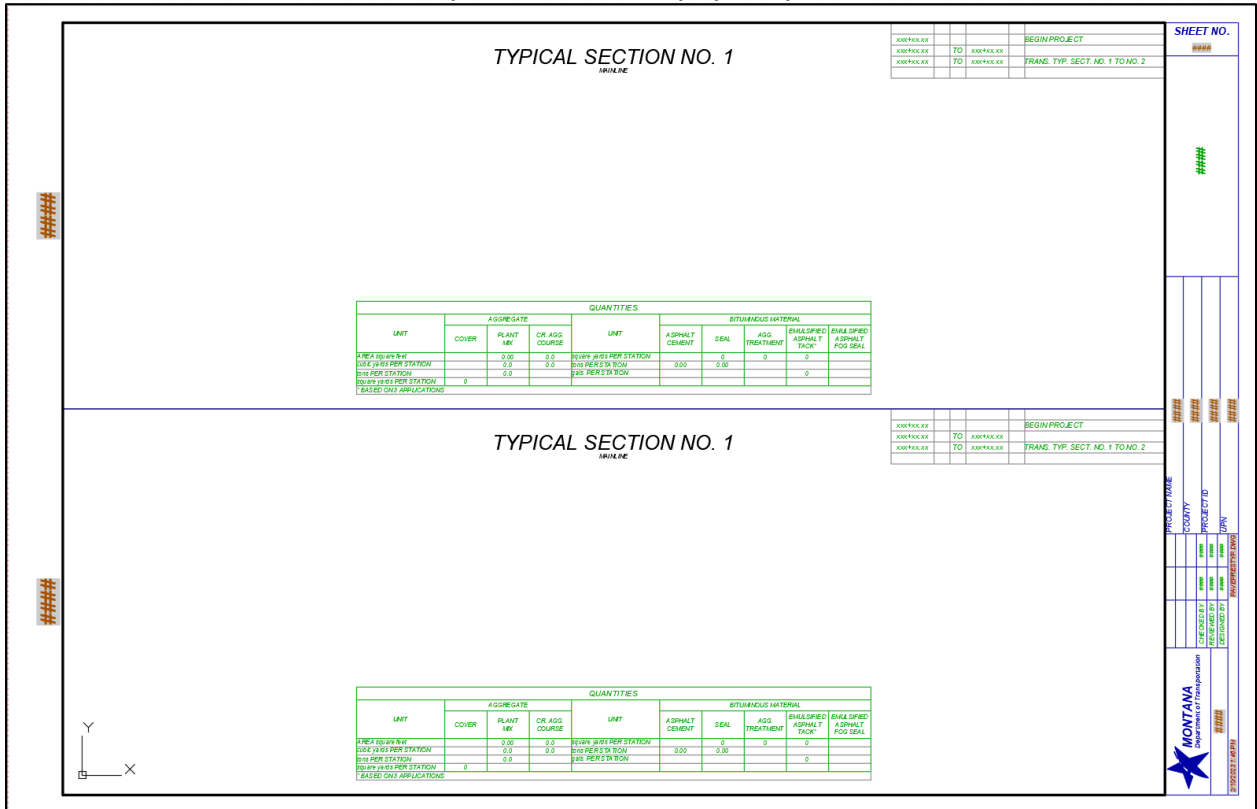 SHEET NO.
####
TYPICAL SECTION NO. 1
MAINLINE
xxx+xx.xx BEGIN PROJECT
xxx+xx.xx TO xxx+xx.xx
xxx+xx.xx TO xxx+xx.xx TRANS. TYP. SECT. NO. 1 TO NO. 2
####
####
QUANTITIES
AGGREGATE BITUMINOUS MATERIAL
UNIT COVER PLANT MIX CR. AGG. COURSE UNIT ASPHALT CEMENT SEAL AGG. TREATMENT EMULSIFIED ASPHALT TACK* EMULSIFIED ASPHALT FOG SEAL
AREA square feet 0.00 0.0 square yards PER STATION 0 0 0
cubic yards PER STATION 0.0 0.0 tons PER STATION 0.00 0.00
tons PER STATION 0.0 gals. PER STATION 0
square yards PER STATION 0
* BASED ON 3 APPLICATIONS
TYPICAL SECTION NO. 1
MAINLINE
xxx+xx.xx BEGIN PROJECT
xxx+xx.xx TO xxx+xx.xx
xxx+xx.xx TO xxx+xx.xx TRANS. TYP. SECT. NO. 1 TO NO. 2
####
QUANTITIES
AGGREGATE BITUMINOUS MATERIAL
UNIT COVER PLANT MIX CR. AGG. COURSE UNIT ASPHALT CEMENT SEAL AGG. TREATMENT EMULSIFIED ASPHALT TACK* EMULSIFIED ASPHALT FOG SEAL
AREA square feet 0.00 0.0 square yards PER STATION 0 0 0
cubic yards PER STATION 0.0 0.0 tons PER STATION 0.00 0.00
tons PER STATION 0.0 gals. PER STATION 0
square yards PER STATION 0
* BASED ON 3 APPLICATIONS
Y
X
PROJECT NAME ####
COUNTY ####
PROJECT ID ####
UPN ####
CHECKED BY #### ####
REVIEWED BY #### ####
DESIGNED BY #### ####
PAVEPRESTYP.DWG
MONTANA
Department of Transportation
####
2/10/2023 1:46 PM